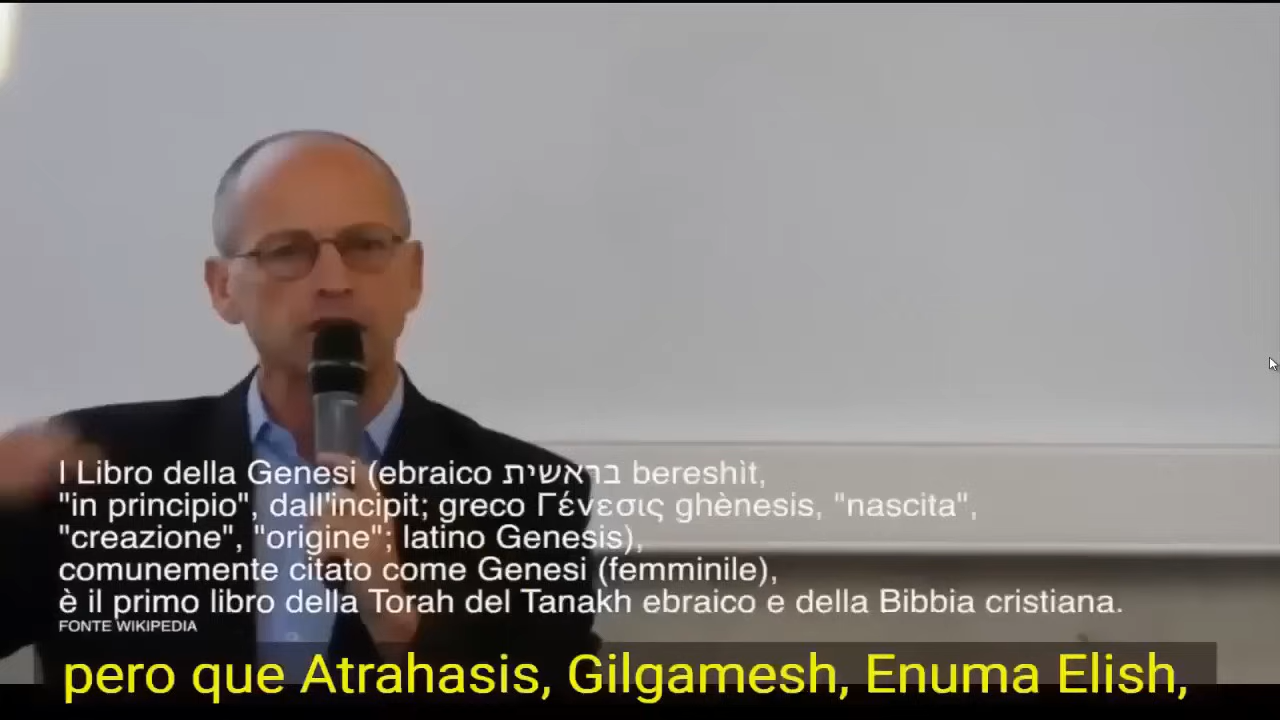 l Libro della Genesi (ebraico בראשית bereshìt,
"in principio", dall'incipit; greco Γένεσις ghènesis, "nascita",
"creazione", "origine"; latino Genesis),
comunemente citato come Genesi (femminile),
è il primo libro della Torah del Tanakh ebraico e della Bibbia cristiana.
FONTE WIKIPEDIA
pero que Atrahasis, Gilgamesh, Enuma Elish,